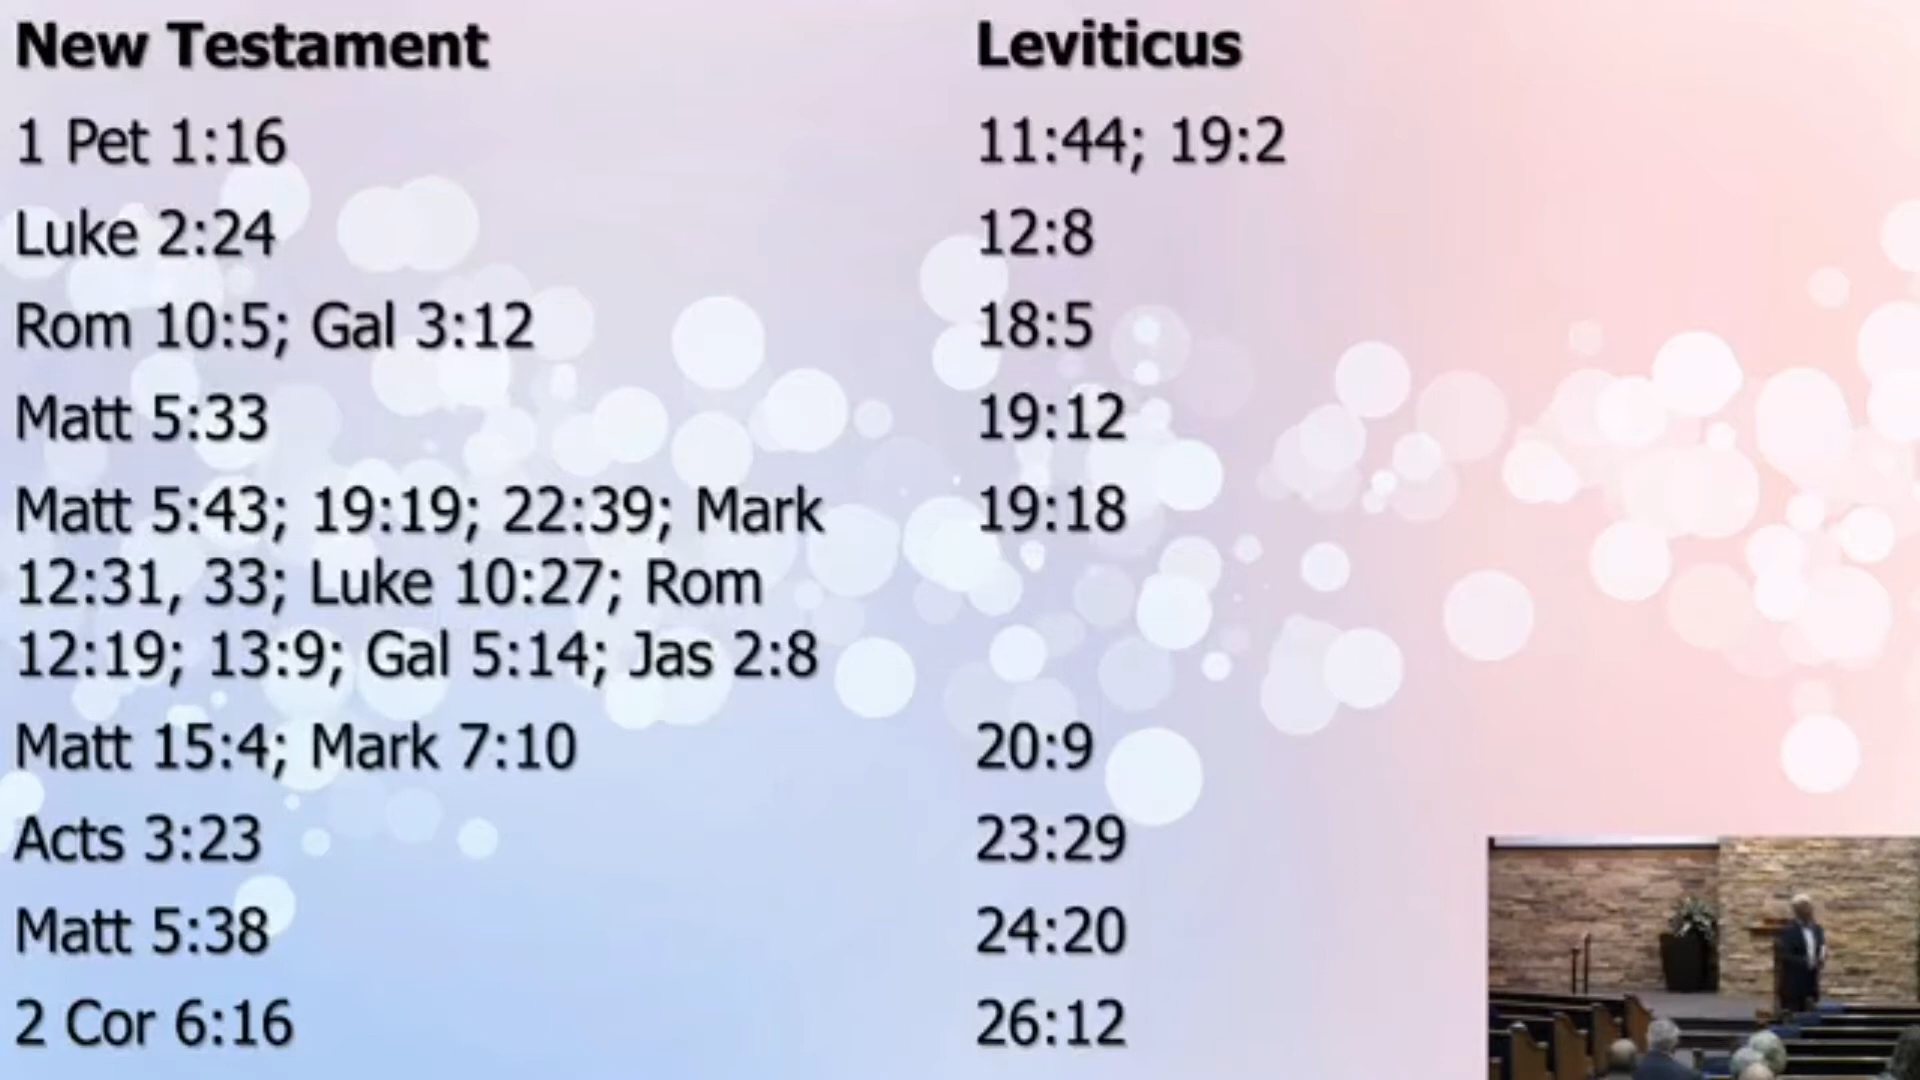 New Testament Leviticus
1 Pet 1:16 11:44; 19:2
Luke 2:24 12:8
Rom 10:5; Gal 3:12 18:5
Matt 5:33 19:12
Matt 5:43; 19:19; 22:39; Mark 19:18
12:31, 33; Luke 10:27; Rom
12:19; 13:9; Gal 5:14; Jas 2:8
Matt 15:4; Mark 7:10 20:9
Acts 3:23 23:29
Matt 5:38 24:20
2 Cor 6:16 26:12